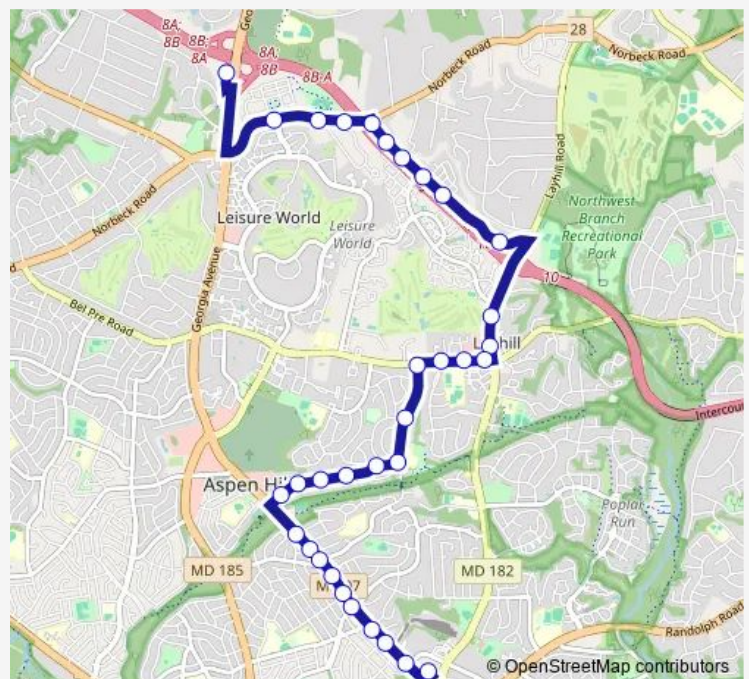 8A;
8B
8B;
8A
8A;
8B
8B A
Geo
28
Norbeck Road
Norbeck Road
Layhill Road
Northwest
Branch
Recreational
Park
Norbeck Road
Leisure World
Leisure
World
10
Georgia Avenue
Bel Pre Road
Intercou
Aspen Hi
Poplar
Run
MD 185
MD 182
Randolph Road
© OpenStreetMap contributors